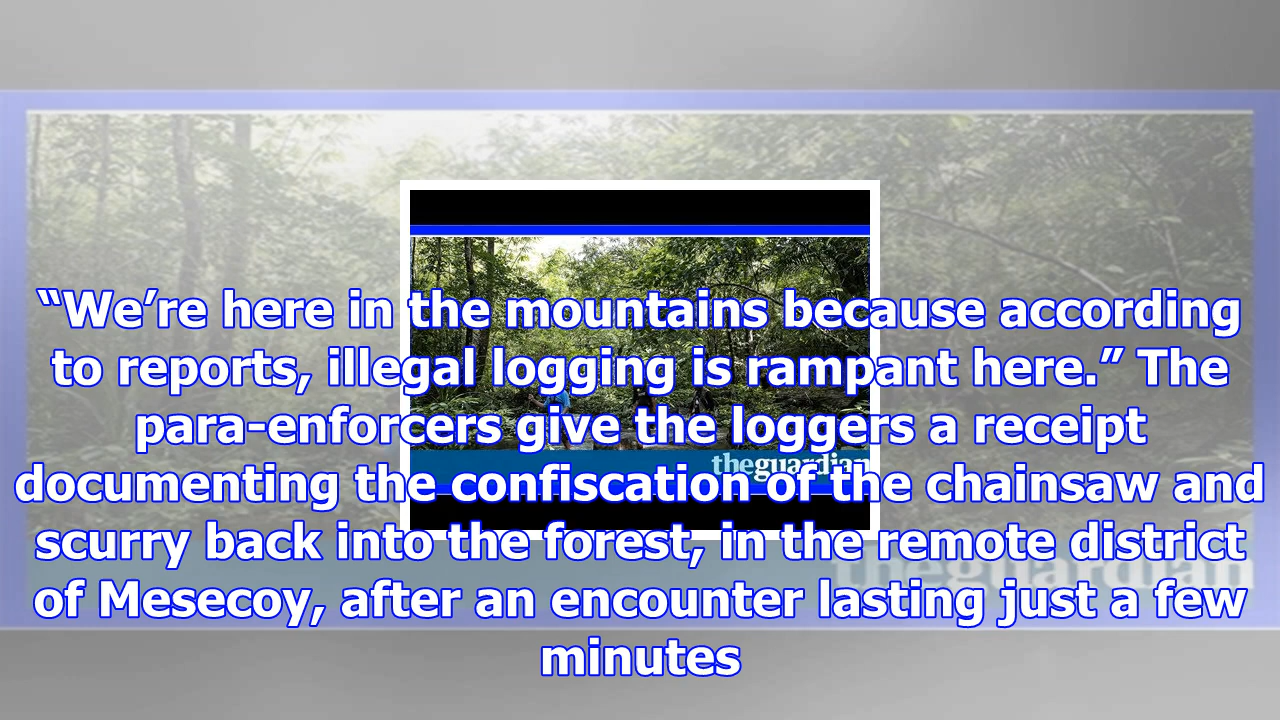 “We’re here in the mountains because according
to reports, illegal logging is rampant here.” The
para-enforcers give the loggers a receipt
documenting the confiscation of the chainsaw and
scurry back into the forest, in the remote district
of Mesecoy, after an encounter lasting just a few
minutes
theguardian
theguardian